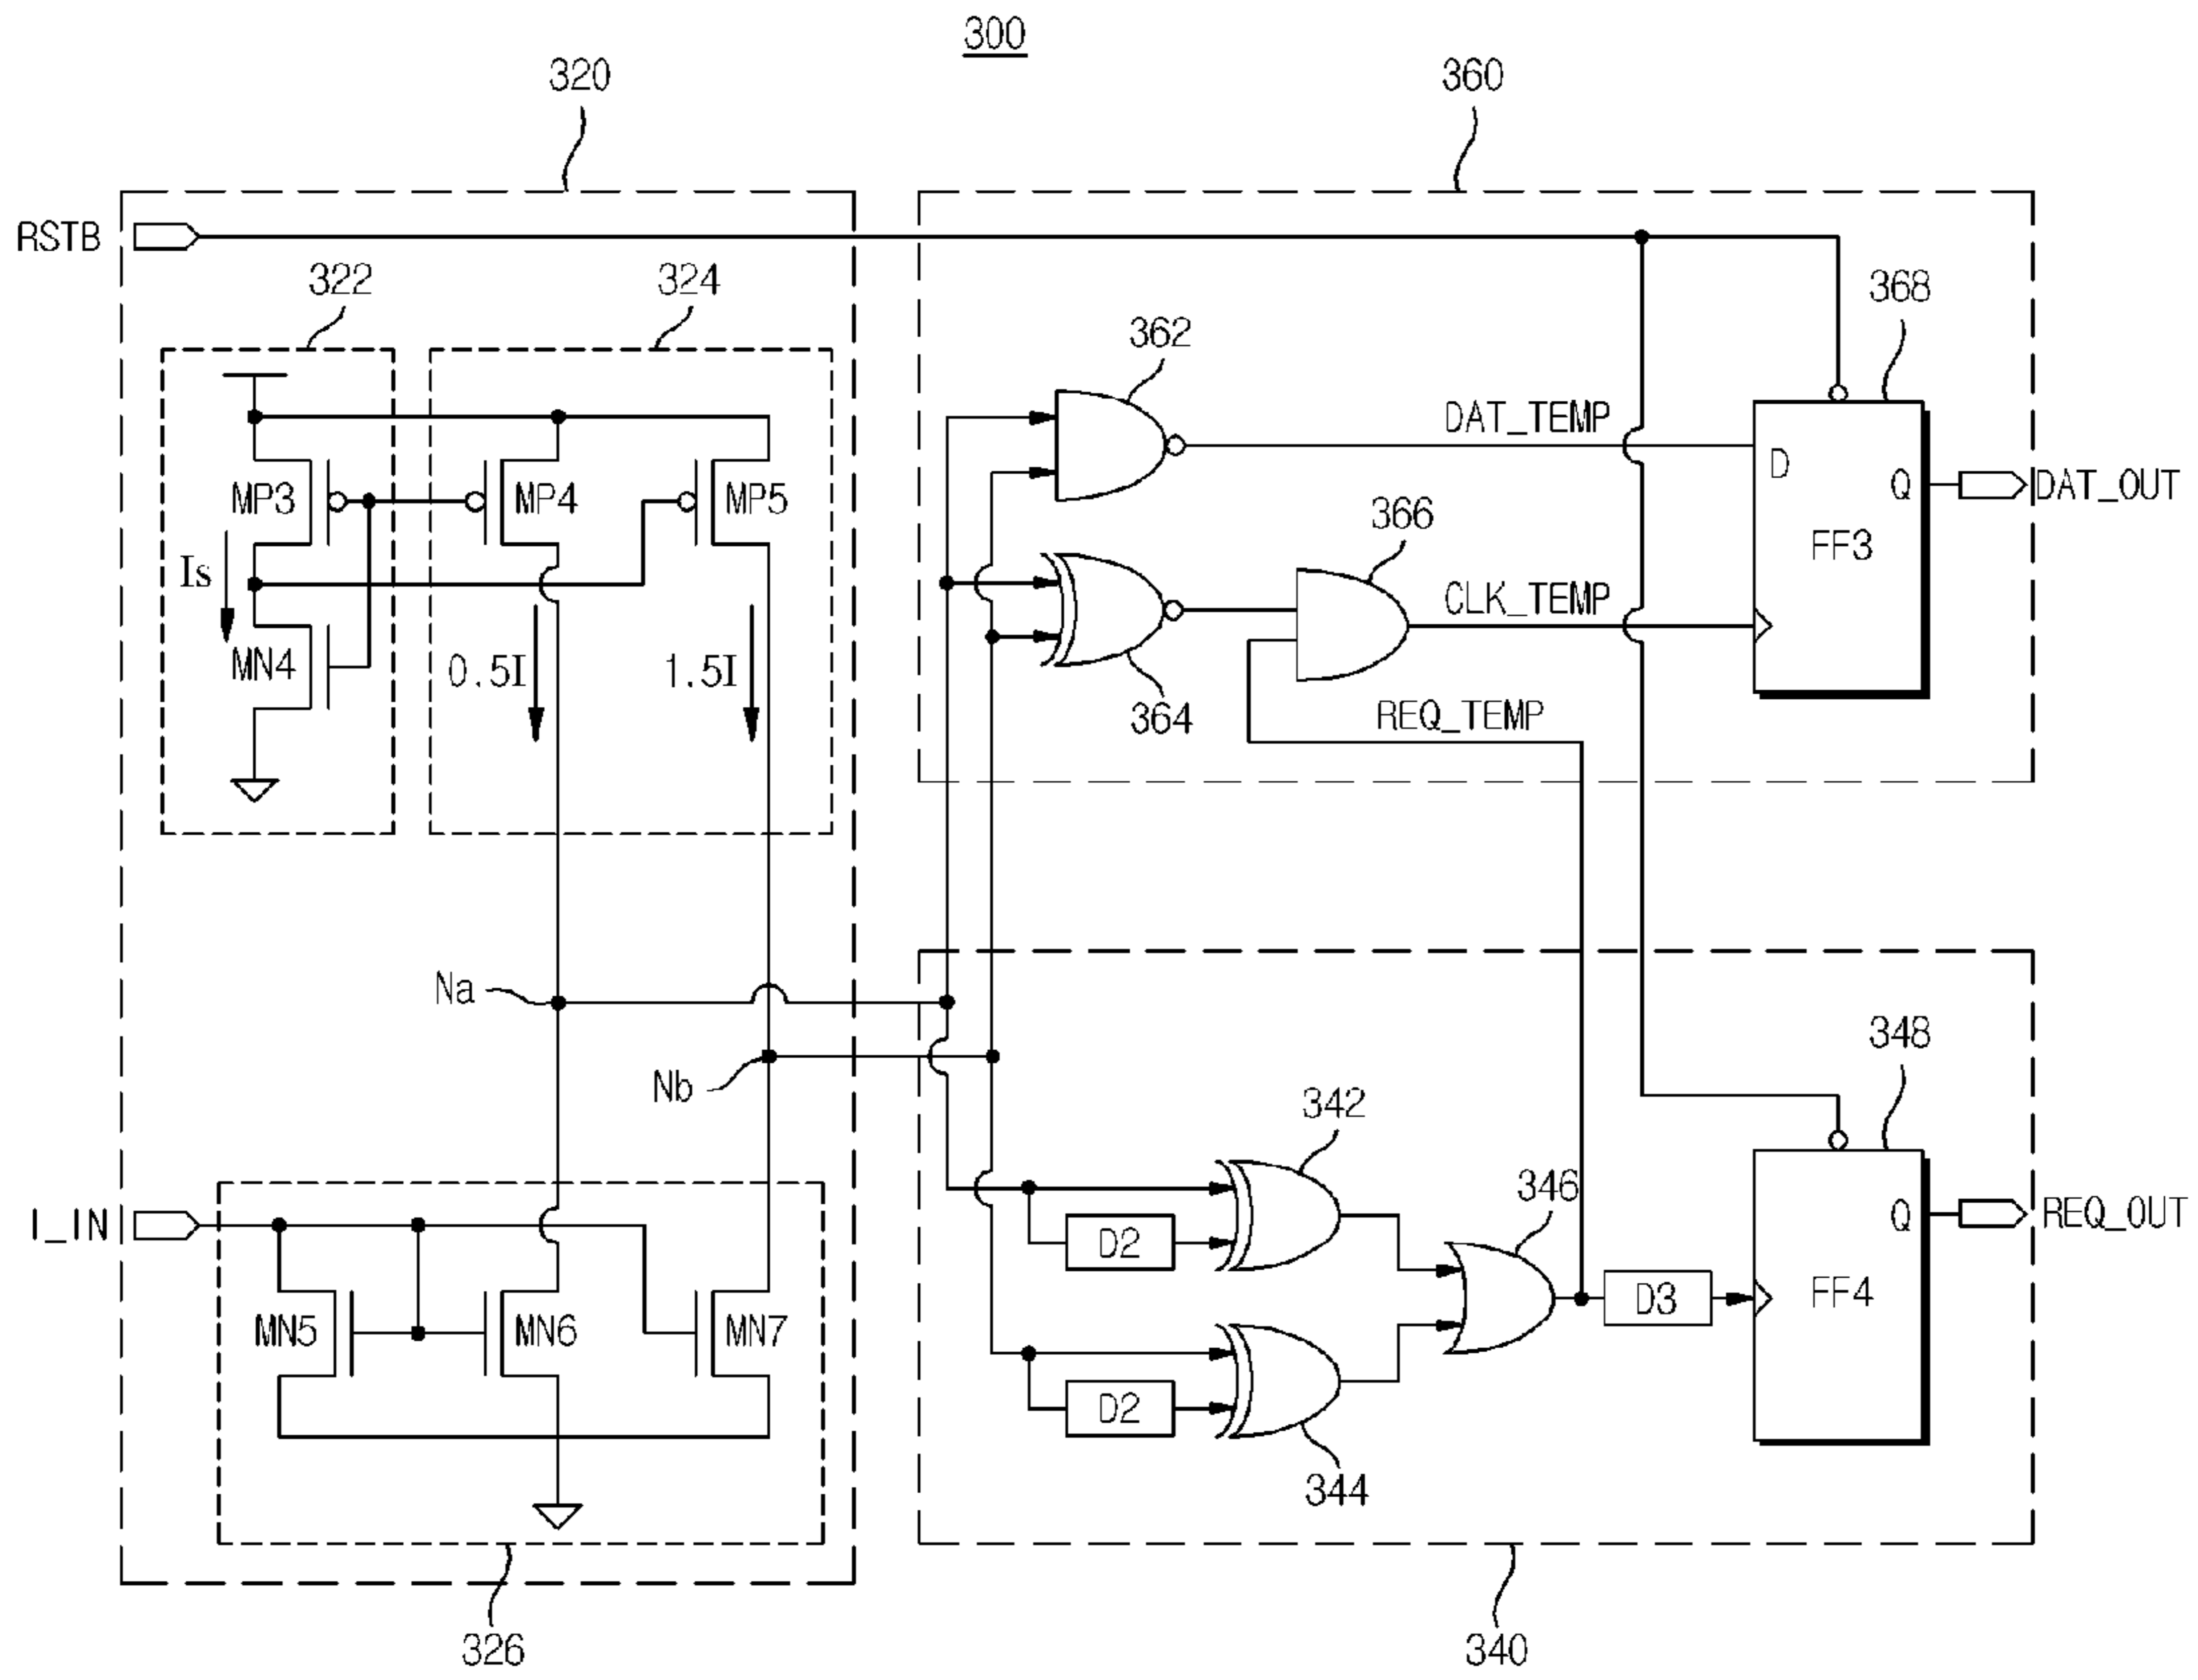 300
320
360
RSTB
322
324
362
368
DAT_TEMP
MP3
MP4
MP5
D
Q
DAT_OUT
366
FF3
Is
CLK_TEMP
MN4
0.5I
1.5I
364
REQ_TEMP
Na
348
Nb
342
346
I_IN
Q
REQ_OUT
D2
D3
FF4
MN5
MN6
MN7
D2
344
326
340